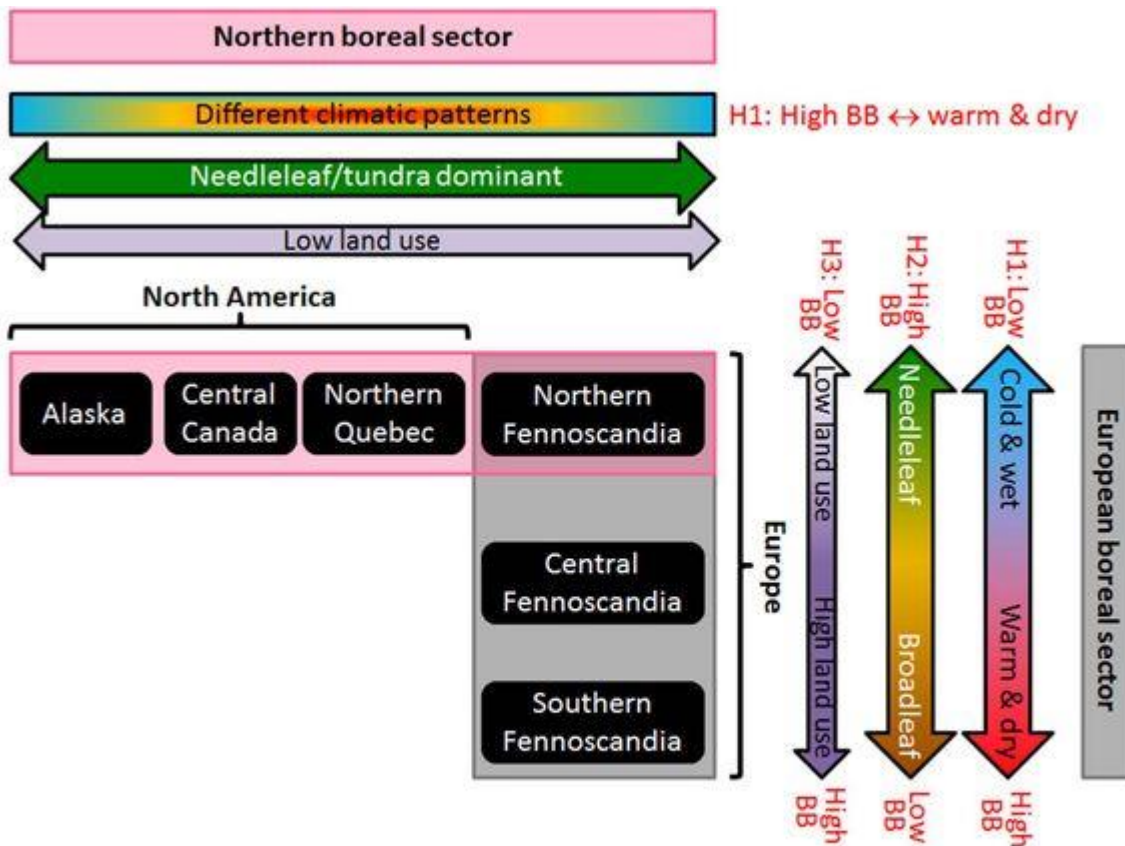 Northern boreal sector
Different climatic patterns
H1: High BB ↔ warm & dry
Needleleaf/tundra dominant
Low land use
North America
Alaska
Central
Canada
Northern
Quebec
Northern
Fennoscandia
Central
Fennoscandia
Southern
Fennoscandia
Europe
H3: Low
BB
Low land use
High land use
High
BB
H2: High
BB
Needleleaf
Broadleaf
Low
BB
H1: Low
BB
Cold & wet
Warm & dry
High
BB
European boreal sector